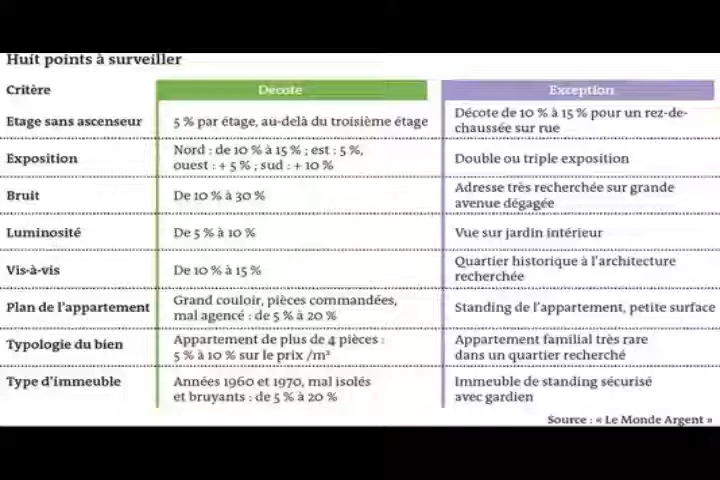 Huit points à surveiller
Critère Decote Exception
Etage sans ascenseur 5 % par étage, au-delà du troisième étage Décote de 10 % à 15 % pour un rez-de-
chaussée sur rue
Exposition Nord : de 10 % à 15 % ; est : 5 %,
ouest : + 5 % ; sud : + 10 % Double ou triple exposition
Bruit De 10 % à 30 % Adresse très recherchée sur grande
avenue dégagée
Luminosité De 5 % à 10 % Vue sur jardin intérieur
Vis-à-vis De 10 % à 15 % Quartier historique à l'architecture
recherchée
Plan de l'appartement Grand couloir, pièces commandées,
mal agencé : de 5 % à 20 % Standing de l'appartement, petite surface
Typologie du bien Appartement de plus de 4 pièces :
5 % à 10 % sur le prix /m² Appartement familial très rare
dans un quartier recherché
Type d'immeuble Années 1960 et 1970, mal isolés
et bruyants : de 5 % à 20 % Immeuble de standing sécurisé
avec gardien
Source : « Le Monde Argent »